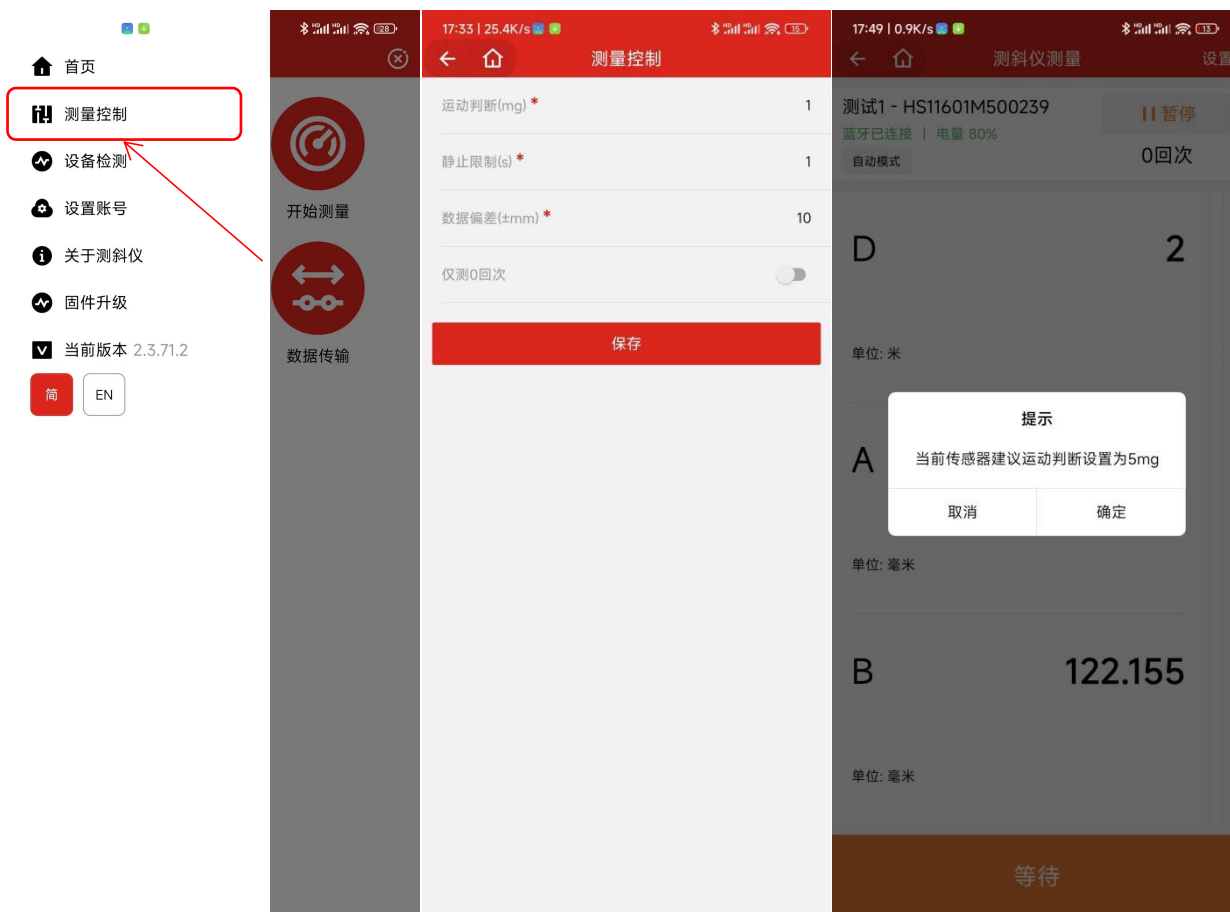 首页
测量控制
设备检测
设置账号
关于测斜仪
固件升级
当前版本 2.3.71.2
简
EN
28
开始测量
数据传输
17:33 | 25.4K/s
15
测量控制
运动判断(mg) *
1
静止限制(s) *
1
数据偏差(±mm) *
10
仅测0回次
保存
17:49 | 0.9K/s
13
测斜仪测量
设置
测试1 - HS11601M500239
暂停
蓝牙已连接 | 电量 80%
自动模式
0回次
D
2
单位: 米
提示
当前传感器建议运动判断设置为5mg
取消
确定
A
单位: 毫米
B
122.155
单位: 毫米
等待